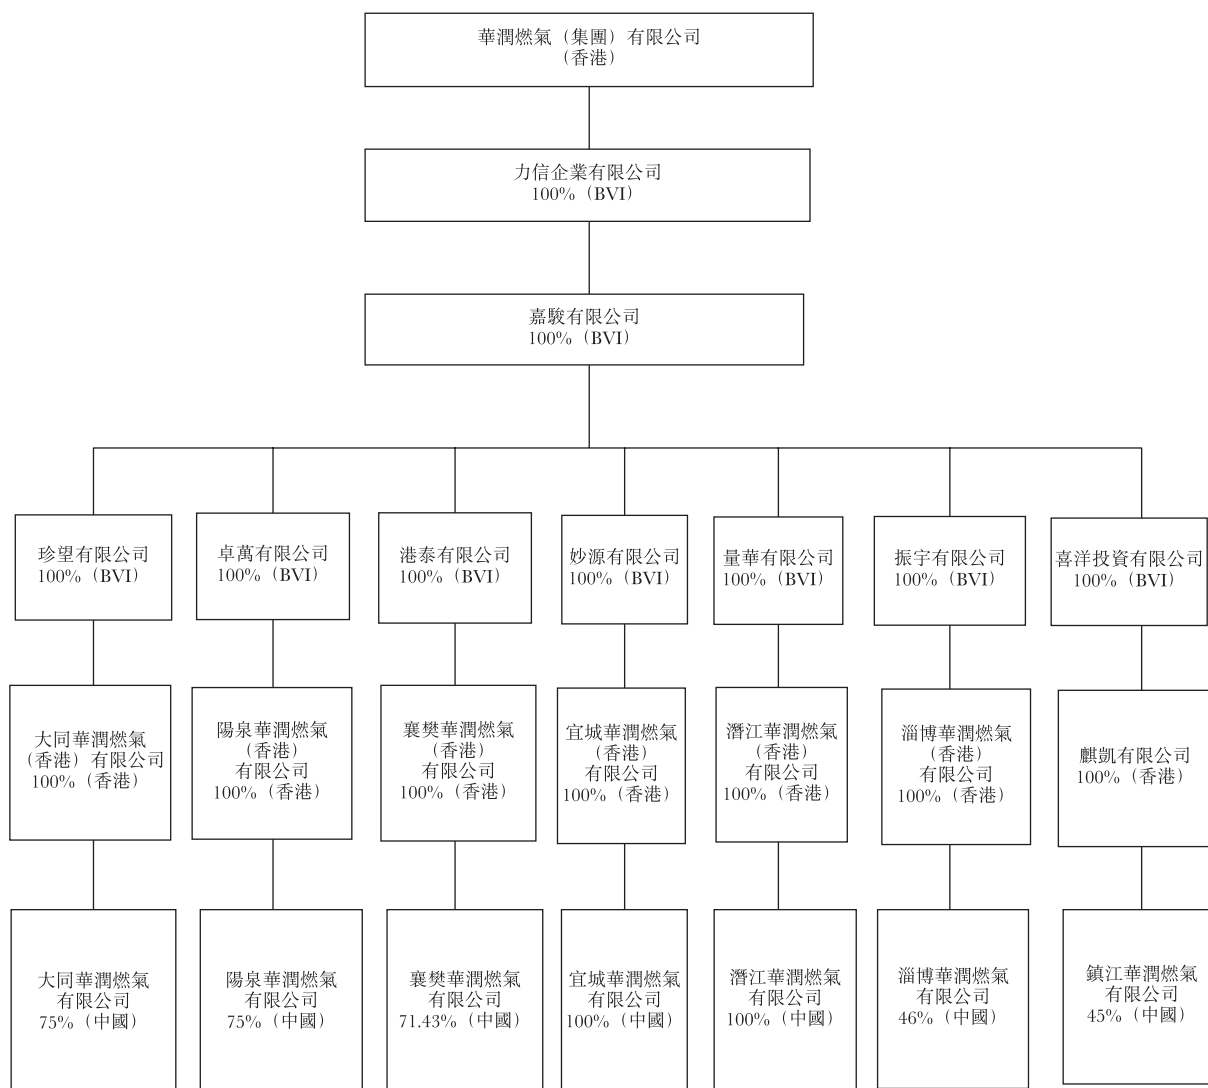 華潤燃氣（集團）有限公司
（香港）
力信企業有限公司
100%（BVI）
嘉駿有限公司
100%（BVI）
珍望有限公司
100%（BVI）
卓萬有限公司
100%（BVI）
港泰有限公司
100%（BVI）
妙源有限公司
100%（BVI）
量華有限公司
100%（BVI）
振宇有限公司
100%（BVI）
喜洋投資有限公司
100%（BVI）
大同華潤燃氣
（香港）有限公司
100%（香港）
陽泉華潤燃氣
（香港）
有限公司
100%（香港）
襄樊華潤燃氣
（香港）
有限公司
100%（香港）
宜城華潤燃氣
（香港）
有限公司
100%（香港）
潛江華潤燃氣
（香港）
有限公司
100%（香港）
淄博華潤燃氣
（香港）
有限公司
100%（香港）
麒凱有限公司
100%（香港）
大同華潤燃氣
有限公司
75%（中國）
陽泉華潤燃氣
有限公司
75%（中國）
襄樊華潤燃氣
有限公司
71.43%（中國）
宜城華潤燃氣
有限公司
100%（中國）
潛江華潤燃氣
有限公司
100%（中國）
淄博華潤燃氣
有限公司
46%（中國）
鎮江華潤燃氣
有限公司
45%（中國）